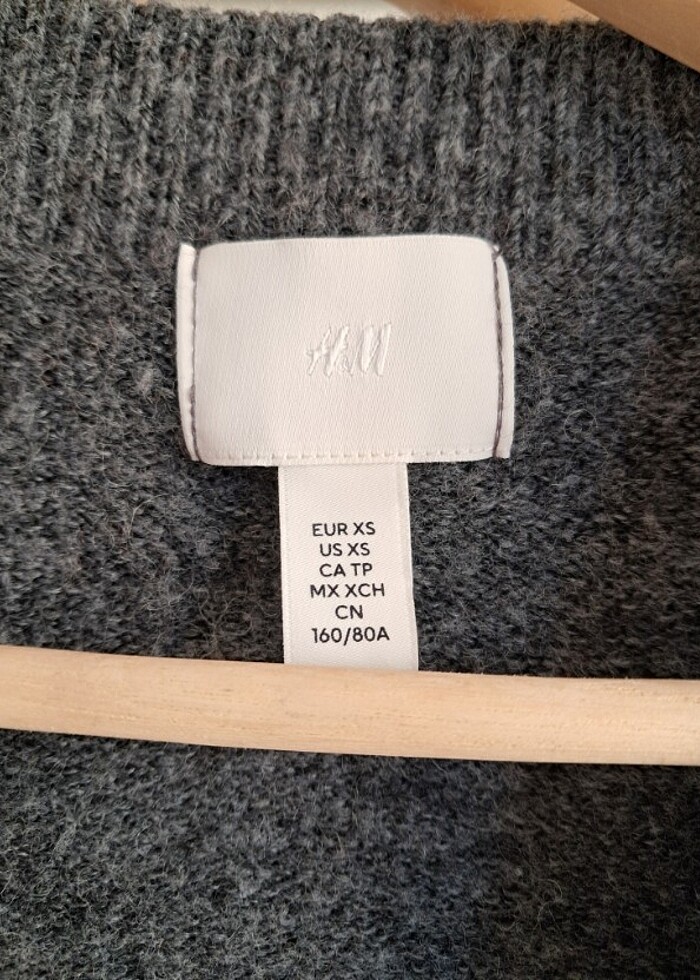 H&M
EUR XS
US XS
CA TP
MX XCH
CN
160/80A